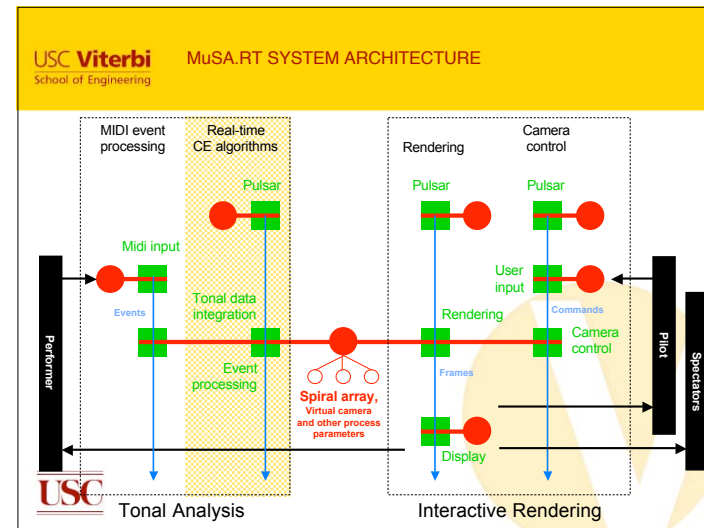 USC Viterbi
School of Engineering
MuSA.RT SYSTEM ARCHITECTURE
MIDI event
processing
Real-time
CE algorithms
Rendering
Camera
control
Pulsar
Pulsar
Pulsar
Midi input
User
input
Events
Tonal data
integration
Rendering
Commands
Camera
control
Event
processing
Frames
Spiral array,
Virtual camera
and other process
parameters
Display
Performer
Pilot
Spectators
USC
Tonal Analysis
Interactive Rendering